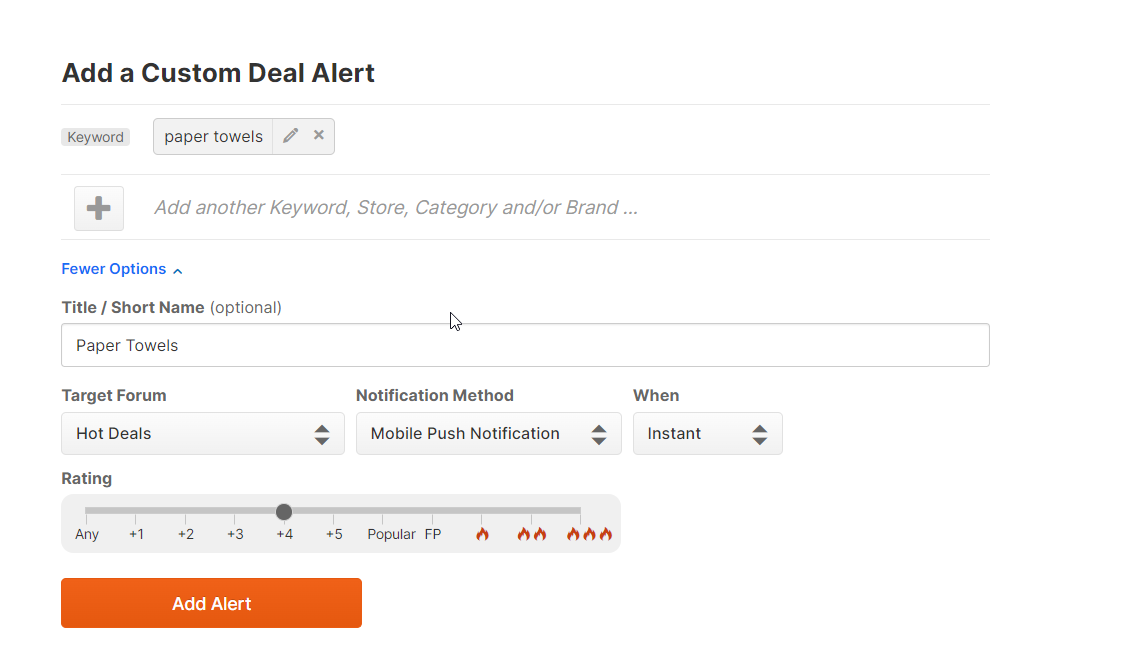 Add a Custom Deal Alert
Keyword paper towels
Add another Keyword, Store, Category and/or Brand ...
Fewer Options
Title / Short Name (optional)
Paper Towels
Target Forum Notification Method When
Hot Deals Mobile Push Notification Instant
Rating
Any +1 +2 +3 +4 +5 Popular FP
Add Alert